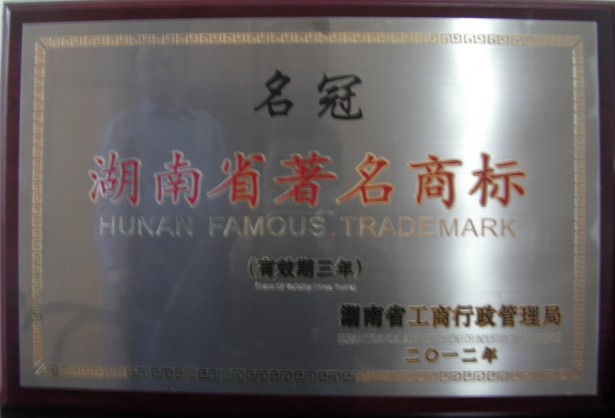 名冠
湖南省著名商标
HUNAN FAMOUS TRADEMARK
(有效期三年)
湖南省工商行政管理局
二〇一二年